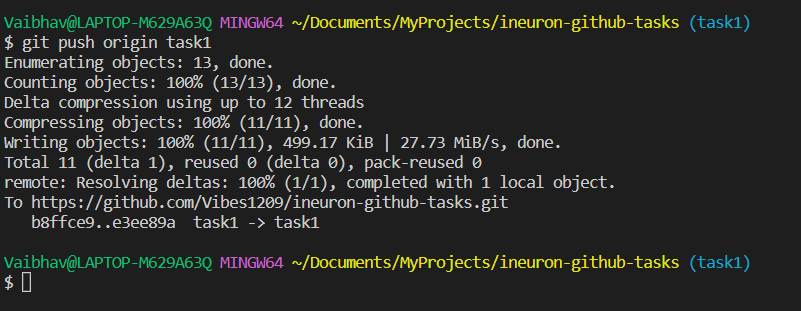 Vaibhav@LAPTOP-M629A63Q MINGW64 ~/Documents/MyProjects/ineuron-github-tasks (task1)
$ git push origin task1
Enumerating objects: 13, done.
Counting objects: 100% (13/13), done.
Delta compression using up to 12 threads
Compressing objects: 100% (11/11), done.
Writing objects: 100% (11/11), 499.17 KiB | 27.73 MiB/s, done.
Total 11 (delta 1), reused 0 (delta 0), pack-reused 0
remote: Resolving deltas: 100% (1/1), completed with 1 local object.
To https://github.com/Vibes1209/ineuron-github-tasks.git
   b8ffce9..e3ee89a  task1 -> task1

Vaibhav@LAPTOP-M629A63Q MINGW64 ~/Documents/MyProjects/ineuron-github-tasks (task1)
$